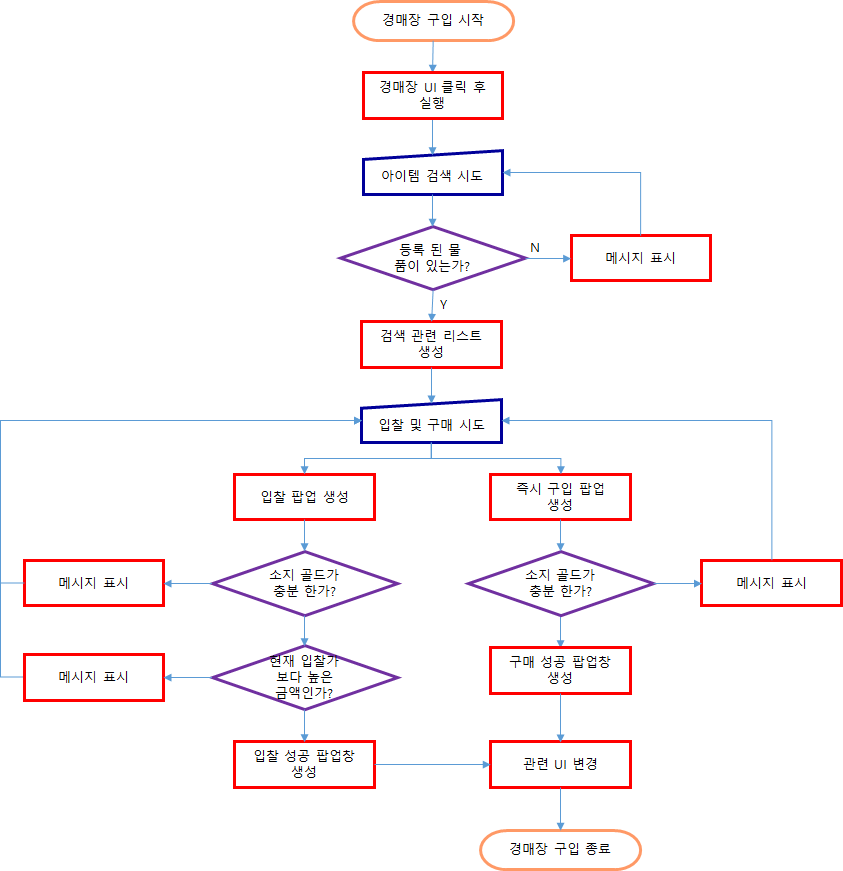 경매장 구입 시작
경매장 UI 클릭 후
실행
아이템 검색 시도
등록 된 물
품이 있는가?
N
메시지 표시
Y
검색 관련 리스트
생성
입찰 및 구매 시도
입찰 팝업 생성
즉시 구입 팝업
생성
메시지 표시
소지 골드가
충분 한가?
소지 골드가
충분 한가?
메시지 표시
메시지 표시
현재 입찰가
보다 높은
금액인가?
구매 성공 팝업창
생성
입찰 성공 팝업창
생성
관련 UI 변경
경매장 구입 종료